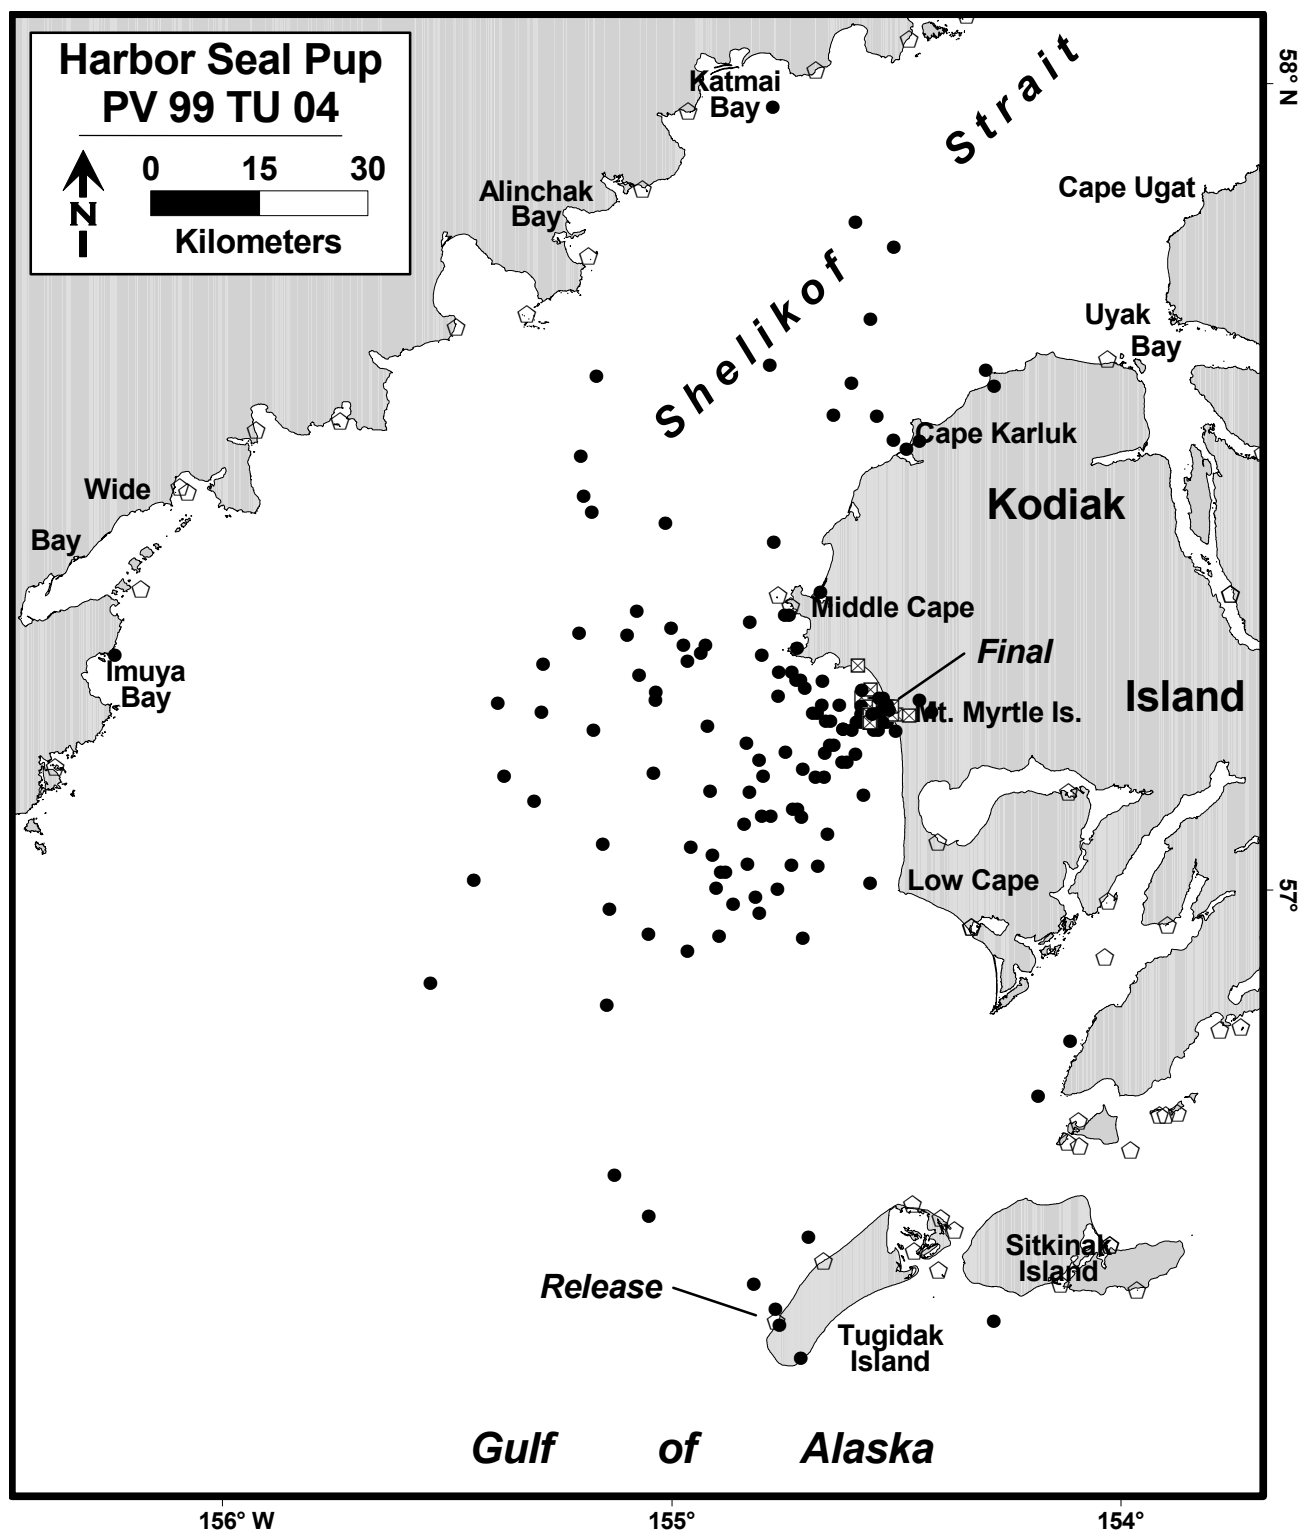 Harbor Seal Pup
PV 99 TU 04
0 15 30
N
Kilometers
Katmai
Bay
Strait
58° N
Alinchak
Bay
Cape Ugat
Shelikof
Uyak
Bay
Cape Karluk
Wide
Bay
Kodiak
Island
Middle Cape
Final
Imuya
Bay
Mt. Myrtle Is.
Low Cape
57°
Sitkinak
Island
Release
Tugidak
Island
Gulf of Alaska
156° W 155° 154°